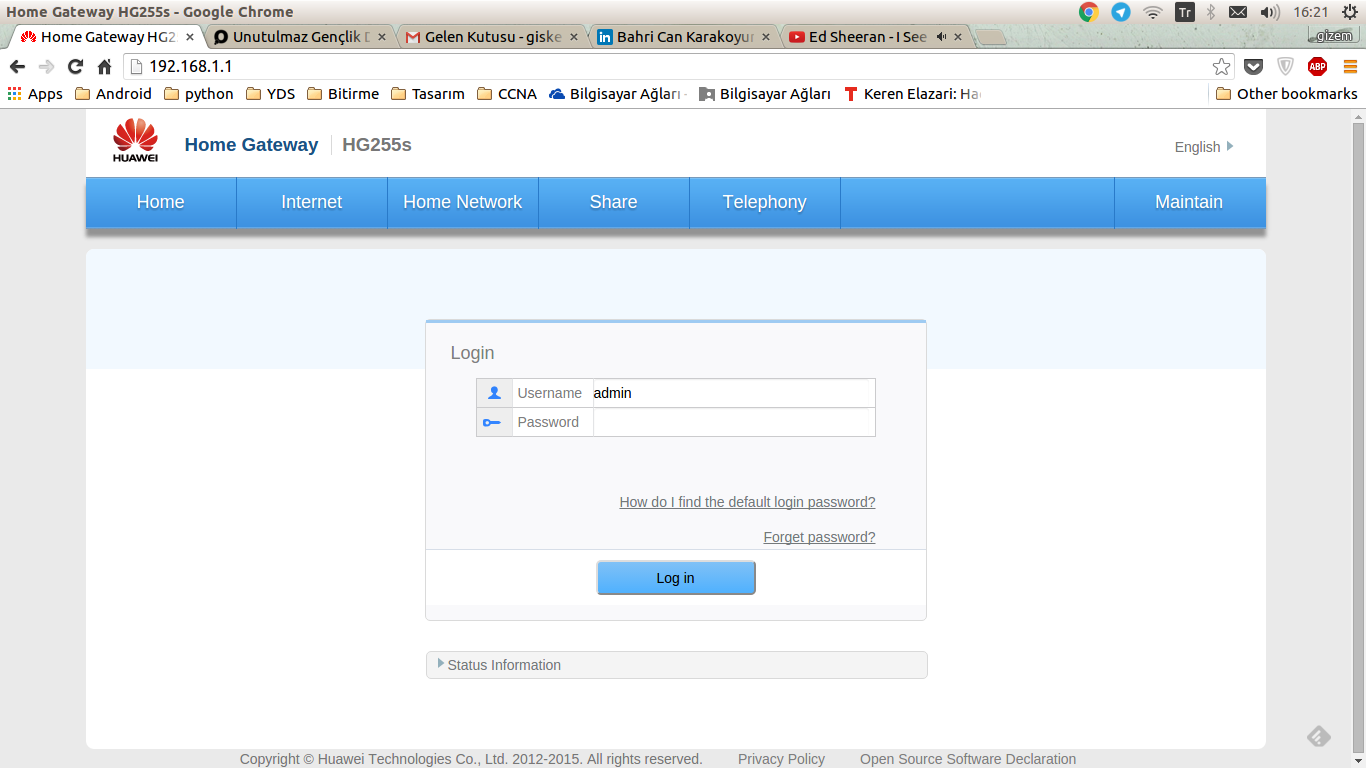 Home Gateway HG255s - Google Chrome
Tr
16:21
Home Gateway HG2
Unutulmaz Gençlik D
Gelen Kutusu - giske
Bahri Can Karakoyun
Ed Sheeran - I See
gizem
192.168.1.1
ABP
Apps
Android
python
YDS
Bitirme
Tasarım
CCNA
Bilgisayar Ağları -
Bilgisayar Ağları
Keren Elazari: Ha
Other bookmarks
HUAWEI
Home Gateway
HG255s
English
Home
Internet
Home Network
Share
Telephony
Maintain
Login
Username
admin
Password
How do I find the default login password?
Forget password?
Log in
Status Information
Copyright © Huawei Technologies Co., Ltd. 2012-2015. All rights reserved.
Privacy Policy
Open Source Software Declaration